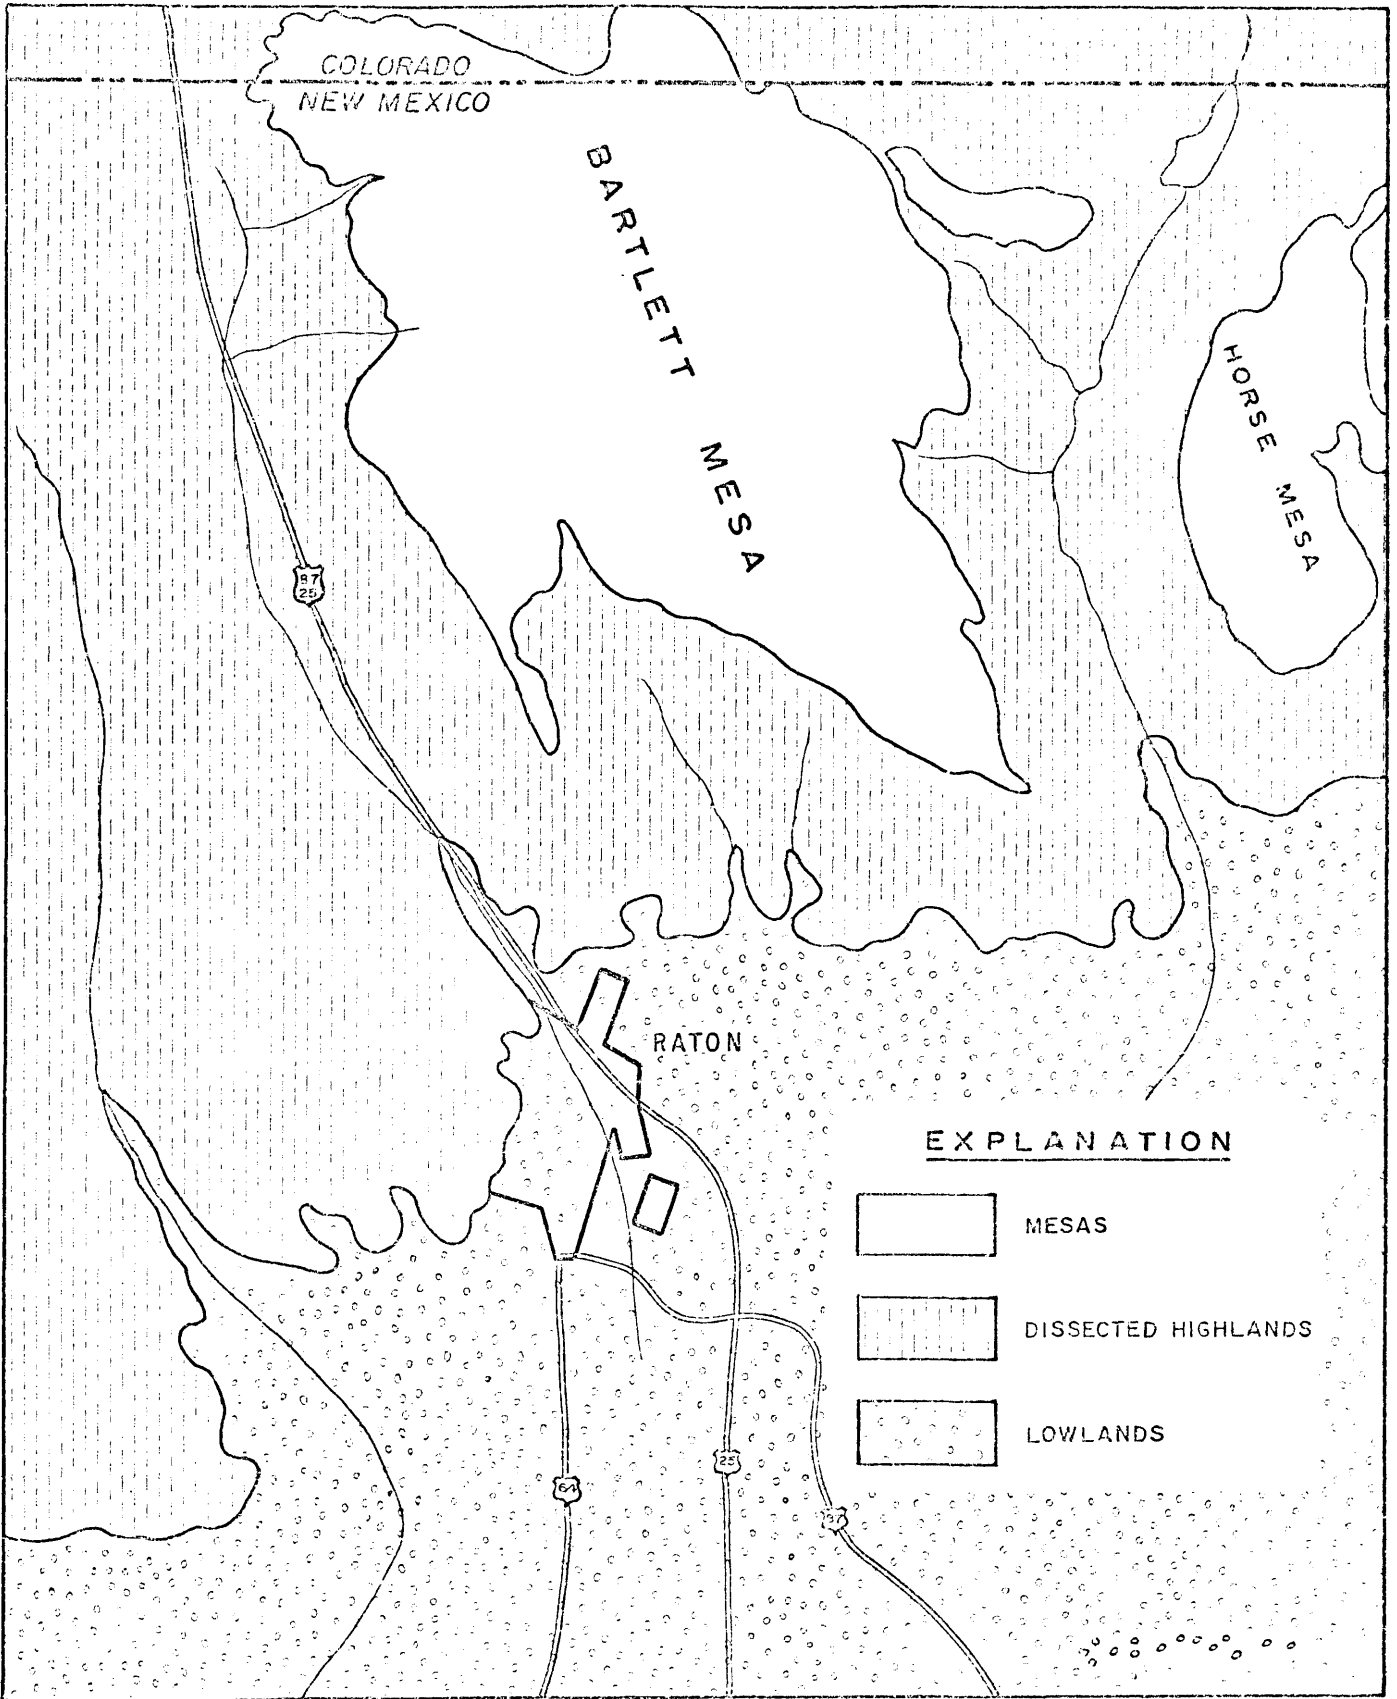 COLORADO
NEW MEXICO
BARTLETT MESA
HORSE MESA
87
25
RATON
EXPLANATION
MESAS
DISSECTED HIGHLANDS
LOWLANDS
25
64
87